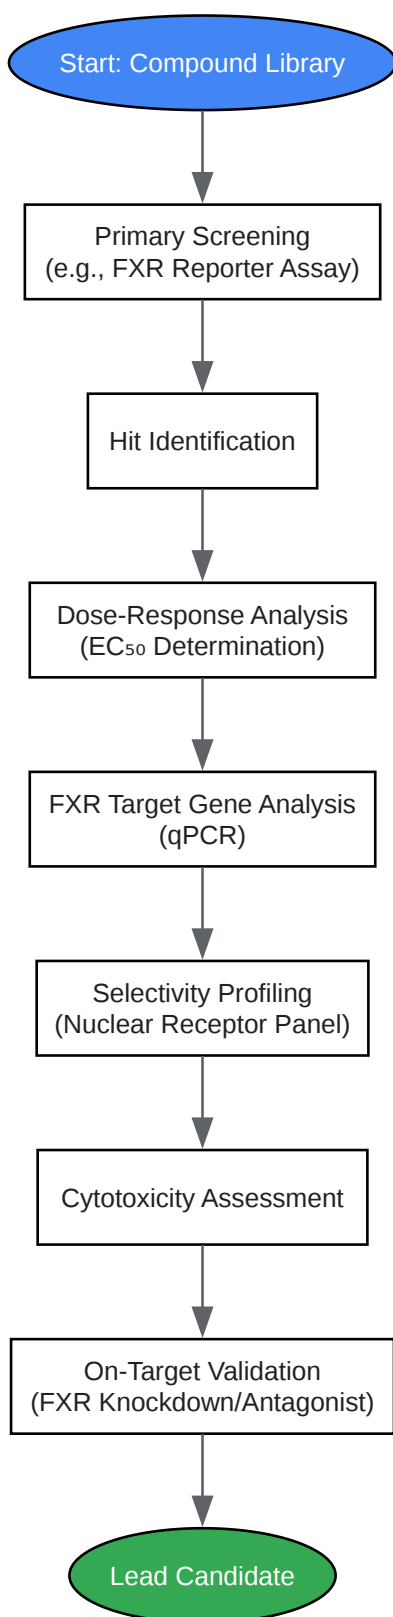 Start: Compound Library
Primary Screening
(e.g., FXR Reporter Assay)
Hit Identification
Dose-Response Analysis
(EC₅₀ Determination)
FXR Target Gene Analysis
(qPCR)
Selectivity Profiling
(Nuclear Receptor Panel)
Cytotoxicity Assessment
On-Target Validation
(FXR Knockdown/Antagonist)
Lead Candidate